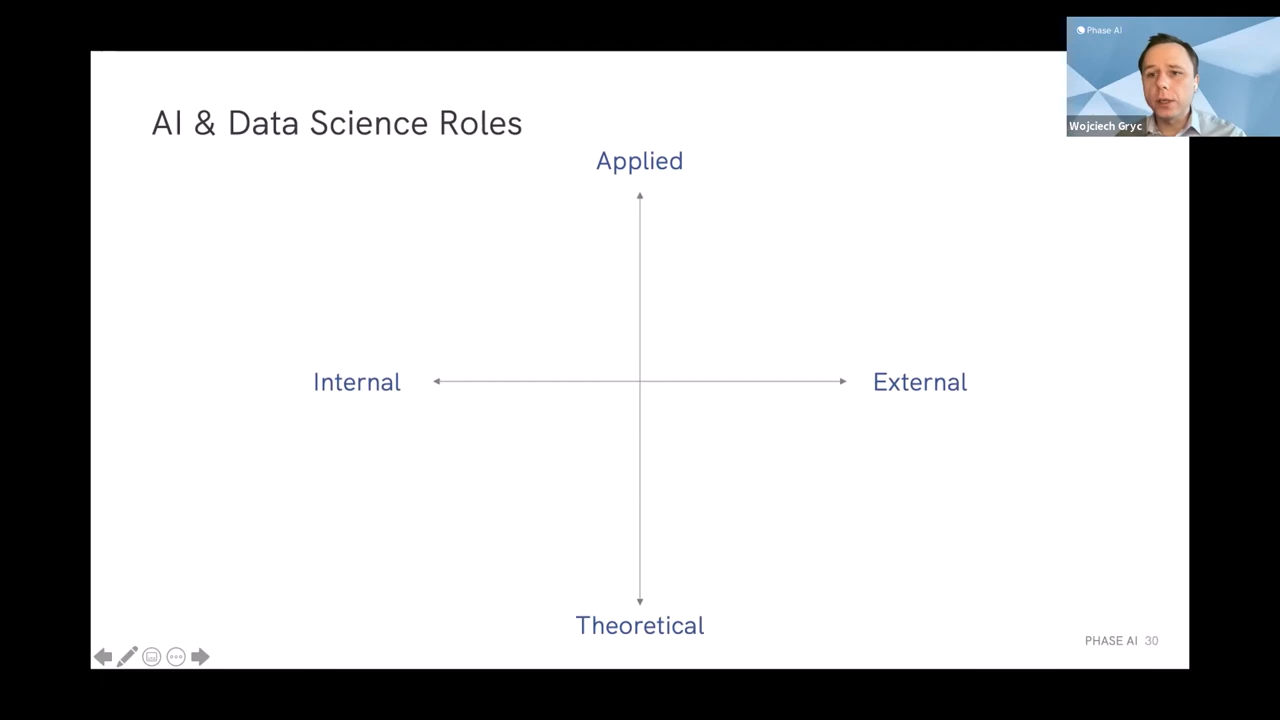 Phase AI
Wojciech Gryc
AI & Data Science Roles
Applied
Internal
External
Theoretical
PHASE AI 30